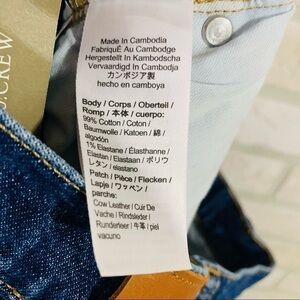 J.CREW
Made In Cambodia
FabriquÉ Au Cambodge
Hergestellt In Kambodscha
Vervaardigd In Cambodja
カンボジア製
hecho en camboya
Body / Corps / Oberteil /
Romp / 本体 / cuerpo:
99% Cotton / Coton /
Baumwolle / Katoen / 綿 /
algodón
1% Elastane / Élasthanne /
Elastan / Elastaan / ポリウ
レタン / elastano
Patch / Pièce / Flecken /
Lapje / ワッペン /
parches:
Cow Leather / Cuir De
Vache / Rindsleder /
Runderleer / 牛革 / piel
vacuno